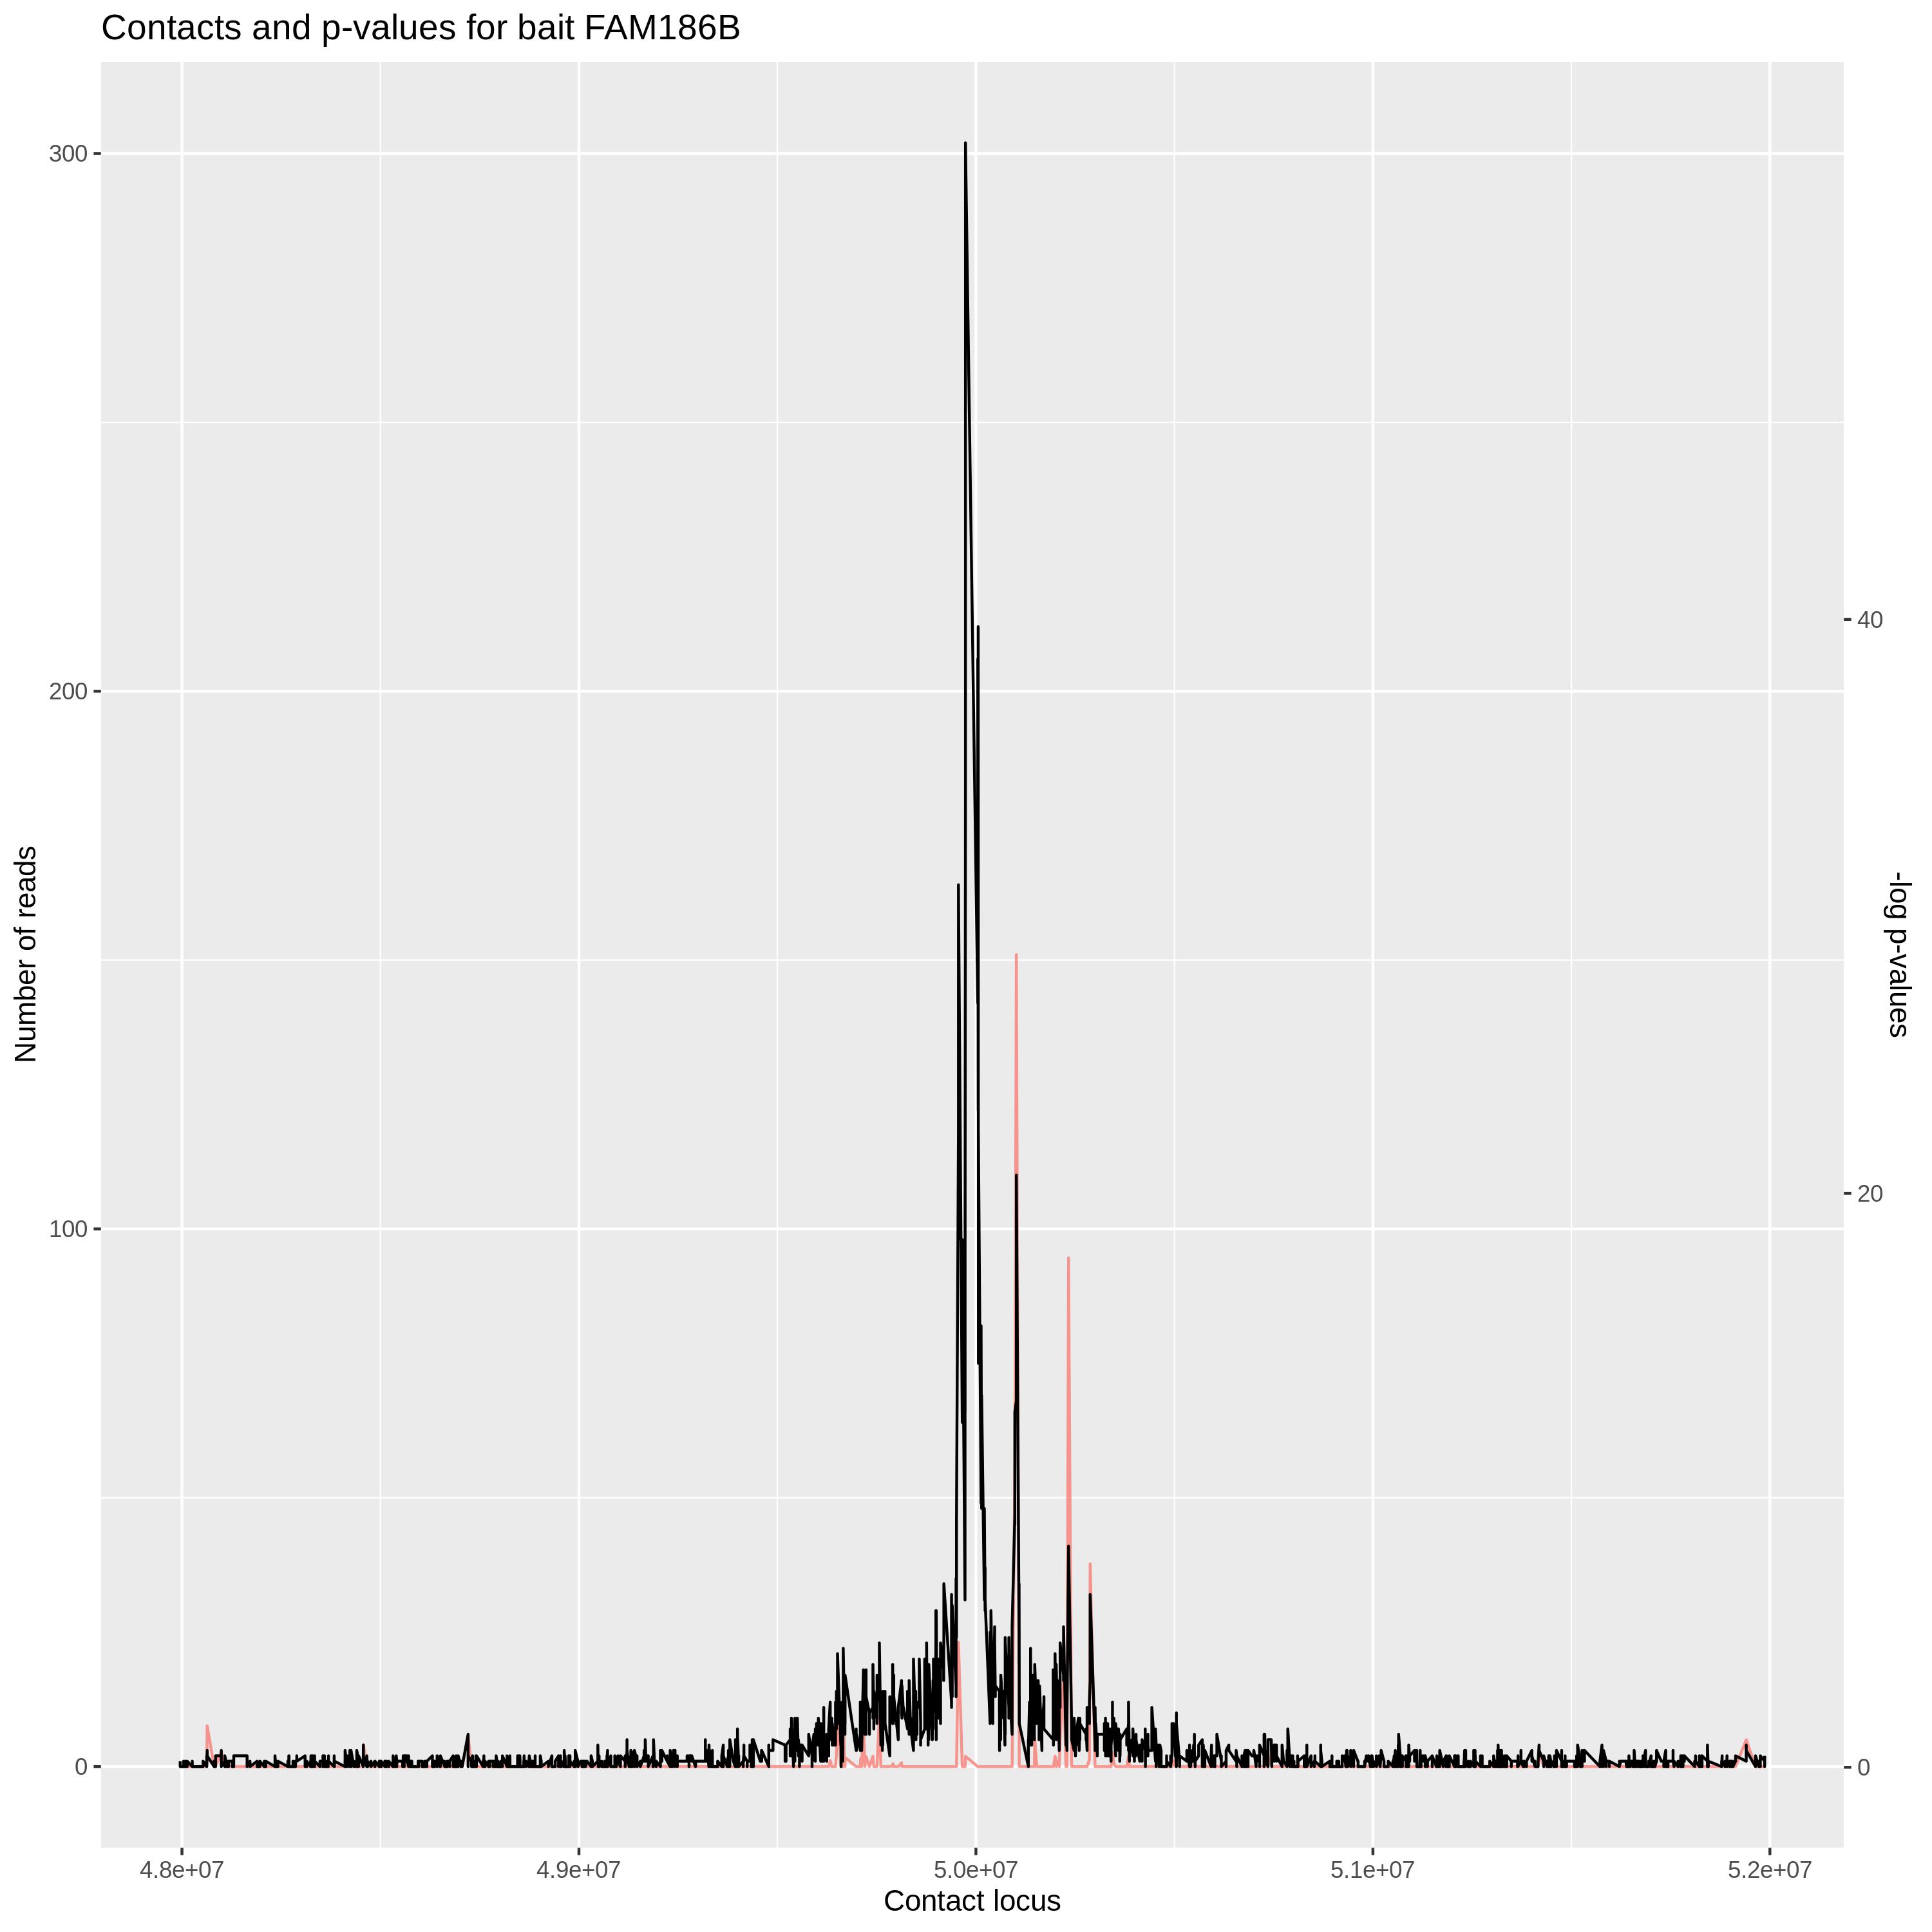 Contacts and p-values for bait FAM186B
300
200
100
0
Number of reads
40
20
0
-log p-values
4.8e+07
4.9e+07
5.0e+07
5.1e+07
5.2e+07
Contact locus